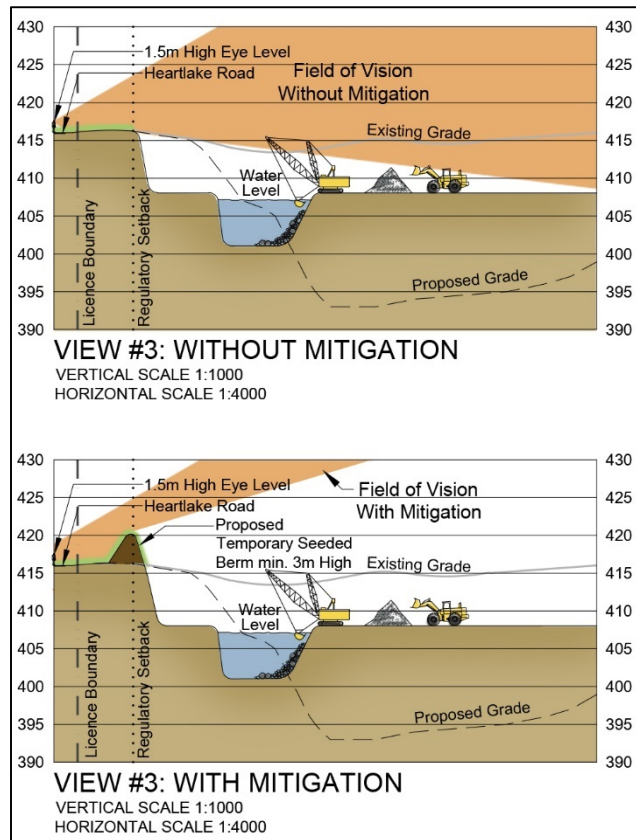 430
425
420
415
410
405
400
395
390
1.5m High Eye Level
Heartlake Road
Field of Vision
Without Mitigation
Existing Grade
Water
Level
Licence Boundary
Regulatory Setback
Proposed Grade
430
425
420
415
410
405
400
395
390
VIEW #3: WITHOUT MITIGATION
VERTICAL SCALE 1:1000
HORIZONTAL SCALE 1:4000
430
425
420
415
410
405
400
395
390
1.5m High Eye Level
Heartlake Road
Proposed
Temporary Seeded
Berm min. 3m High
Field of Vision
With Mitigation
Existing Grade
Water
Level
Licence Boundary
Regulatory Setback
Proposed Grade
430
425
420
415
410
405
400
395
390
VIEW #3: WITH MITIGATION
VERTICAL SCALE 1:1000
HORIZONTAL SCALE 1:4000